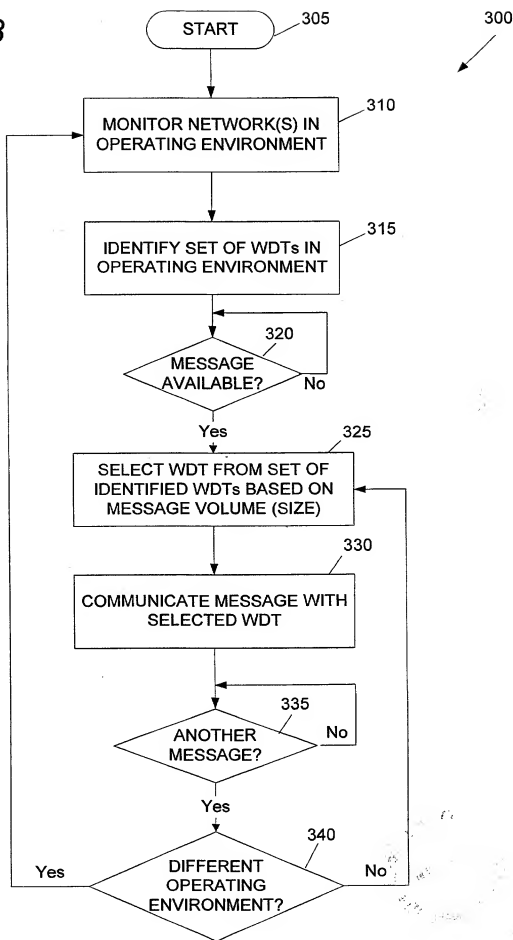 3
START
305
300
310
MONITOR NETWORK(S) IN
OPERATING ENVIRONMENT
315
IDENTIFY SET OF WDTs IN
OPERATING ENVIRONMENT
320
MESSAGE
AVAILABLE?
No
Yes
325
SELECT WDT FROM SET OF
IDENTIFIED WDTs BASED ON
MESSAGE VOLUME (SIZE)
330
COMMUNICATE MESSAGE WITH
SELECTED WDT
335
ANOTHER
MESSAGE?
No
Yes
340
Yes
DIFFERENT
OPERATING
ENVIRONMENT?
No